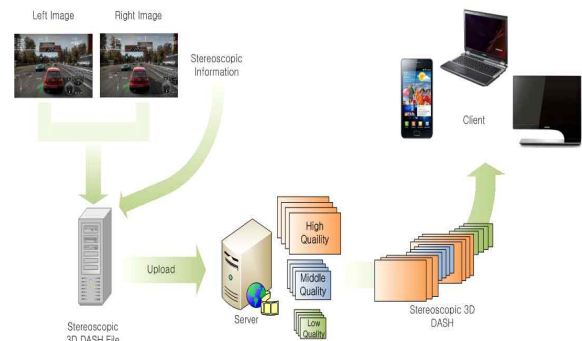 Left Image
Right Image
Stereoscopic
Information
Client
High
Quaility
Upload
Middle
Quality
Low
Quality
Server
Stereoscopic 3D
DASH
Stereoscopic
3D DASH File